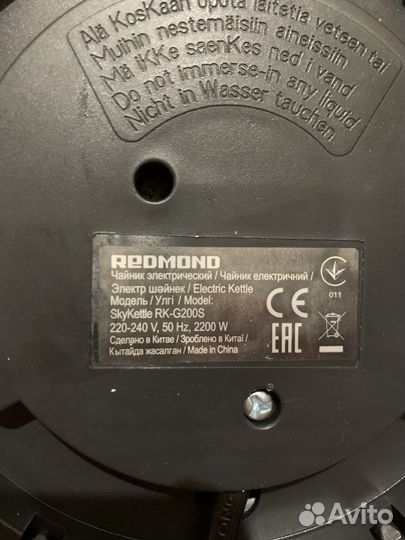 Älä KosKaan upota laitetta veteen tai
Muihin nestemäisiin aineisiin
Må iKKe saenKes ned i vand
Do not immerse-in any liquid
Nicht in Wasser tauchen
REDMOND
Чайник электрический / Чайник електричний /
Электр шәйнек / Electric Kettle
Модель / Үлгі / Model:
SkyKettle RK-G200S
220-240 V, 50 Hz, 2200 W
Сделано в Китае / Зроблено в Китаї /
Қытайда жасалған / Made in China
011
CE
EAC
ONG
Avito